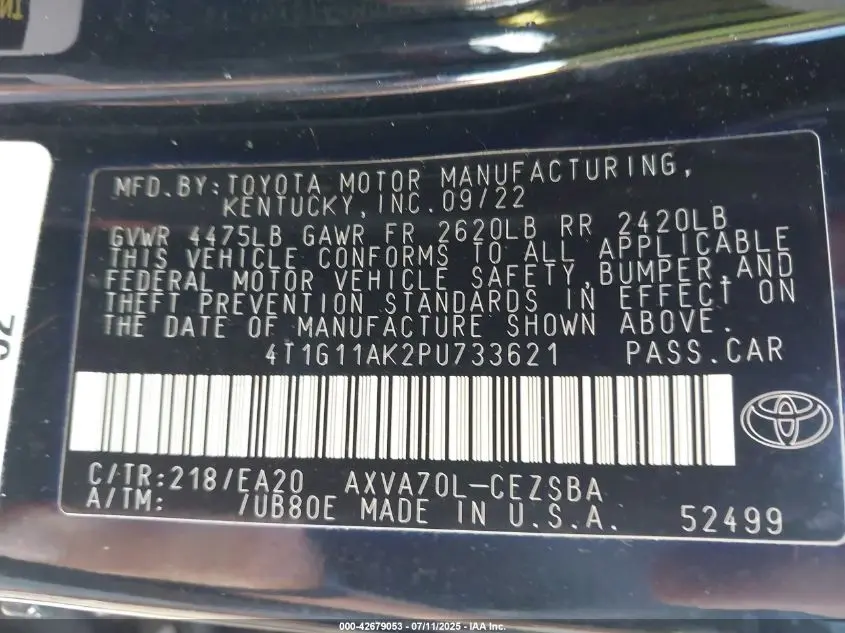 MFD.BY:TOYOTA MOTOR MANUFACTURING,
KENTUCKY,INC.09/22
GVWR 4475LB GAWR FR 2620LB RR 2420LB
THIS VEHICLE CONFORMS TO ALL APPLICABLE
FEDERAL MOTOR VEHICLE SAFETY,BUMPER,AND
THEFT PREVENTION STANDARDS IN EFFECT ON
THE DATE OF MANUFACTURE SHOWN ABOVE.
4T1G11AK2PU733621 PASS.CAR
C/TR:218/EA20 AXVA70L-CEZSBA
A/TM: /UB80E MADE IN U.S.A. 52499
000-42679053 - 07/11/2025 - IAA Inc.